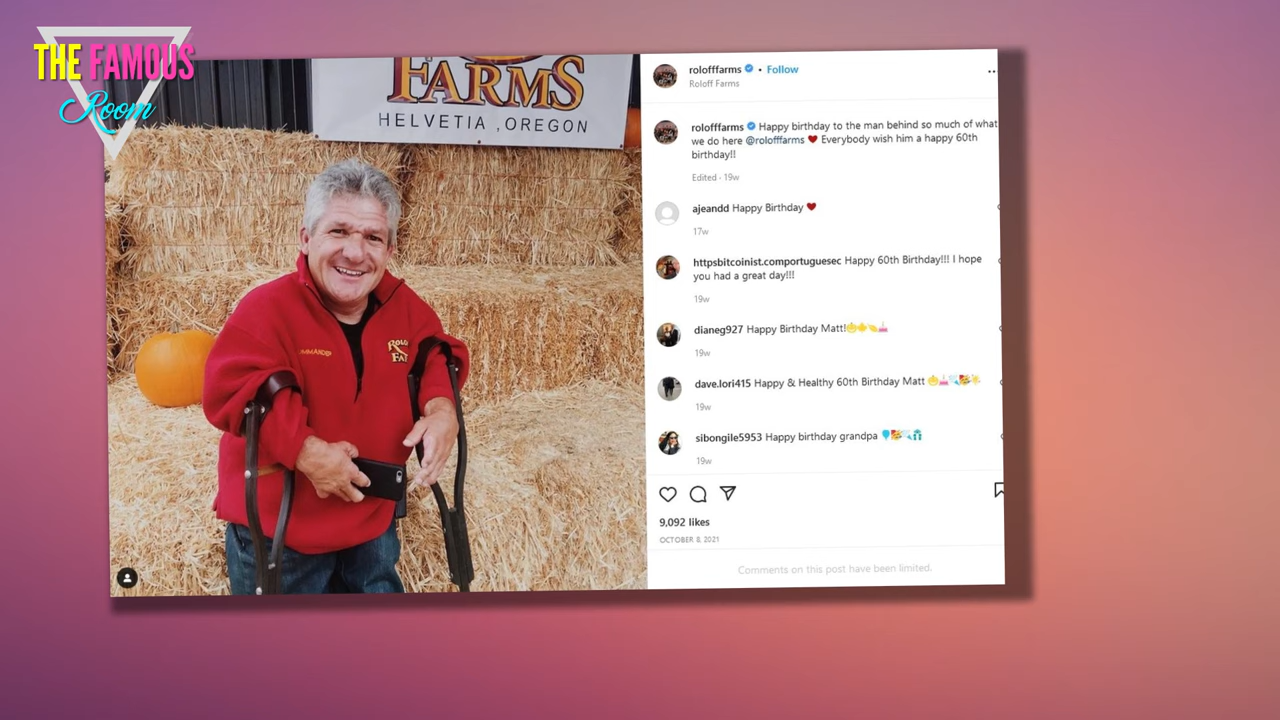 THE FAMOUS
Room
FARMS
HELVETIA ,OREGON
ROLOFF
FA
rolofffarms • Follow
Roloff Farms
rolofffarms Happy birthday to the man behind so much of what
we do here @rolofffarms ❤️ Everybody wish him a happy 60th
birthday!!
Edited · 19w
ajeandd Happy Birthday ❤️
17w
httpsbitcoinist.comportuguesec Happy 60th Birthday!!! I hope
you had a great day!!!
19w
dianeg927 Happy Birthday Matt!
19w
dave.lori415 Happy & Healthy 60th Birthday Matt
19w
sibongile5953 Happy birthday grandpa
19w
9,092 likes
OCTOBER 8, 2021
Comments on this post have been limited.